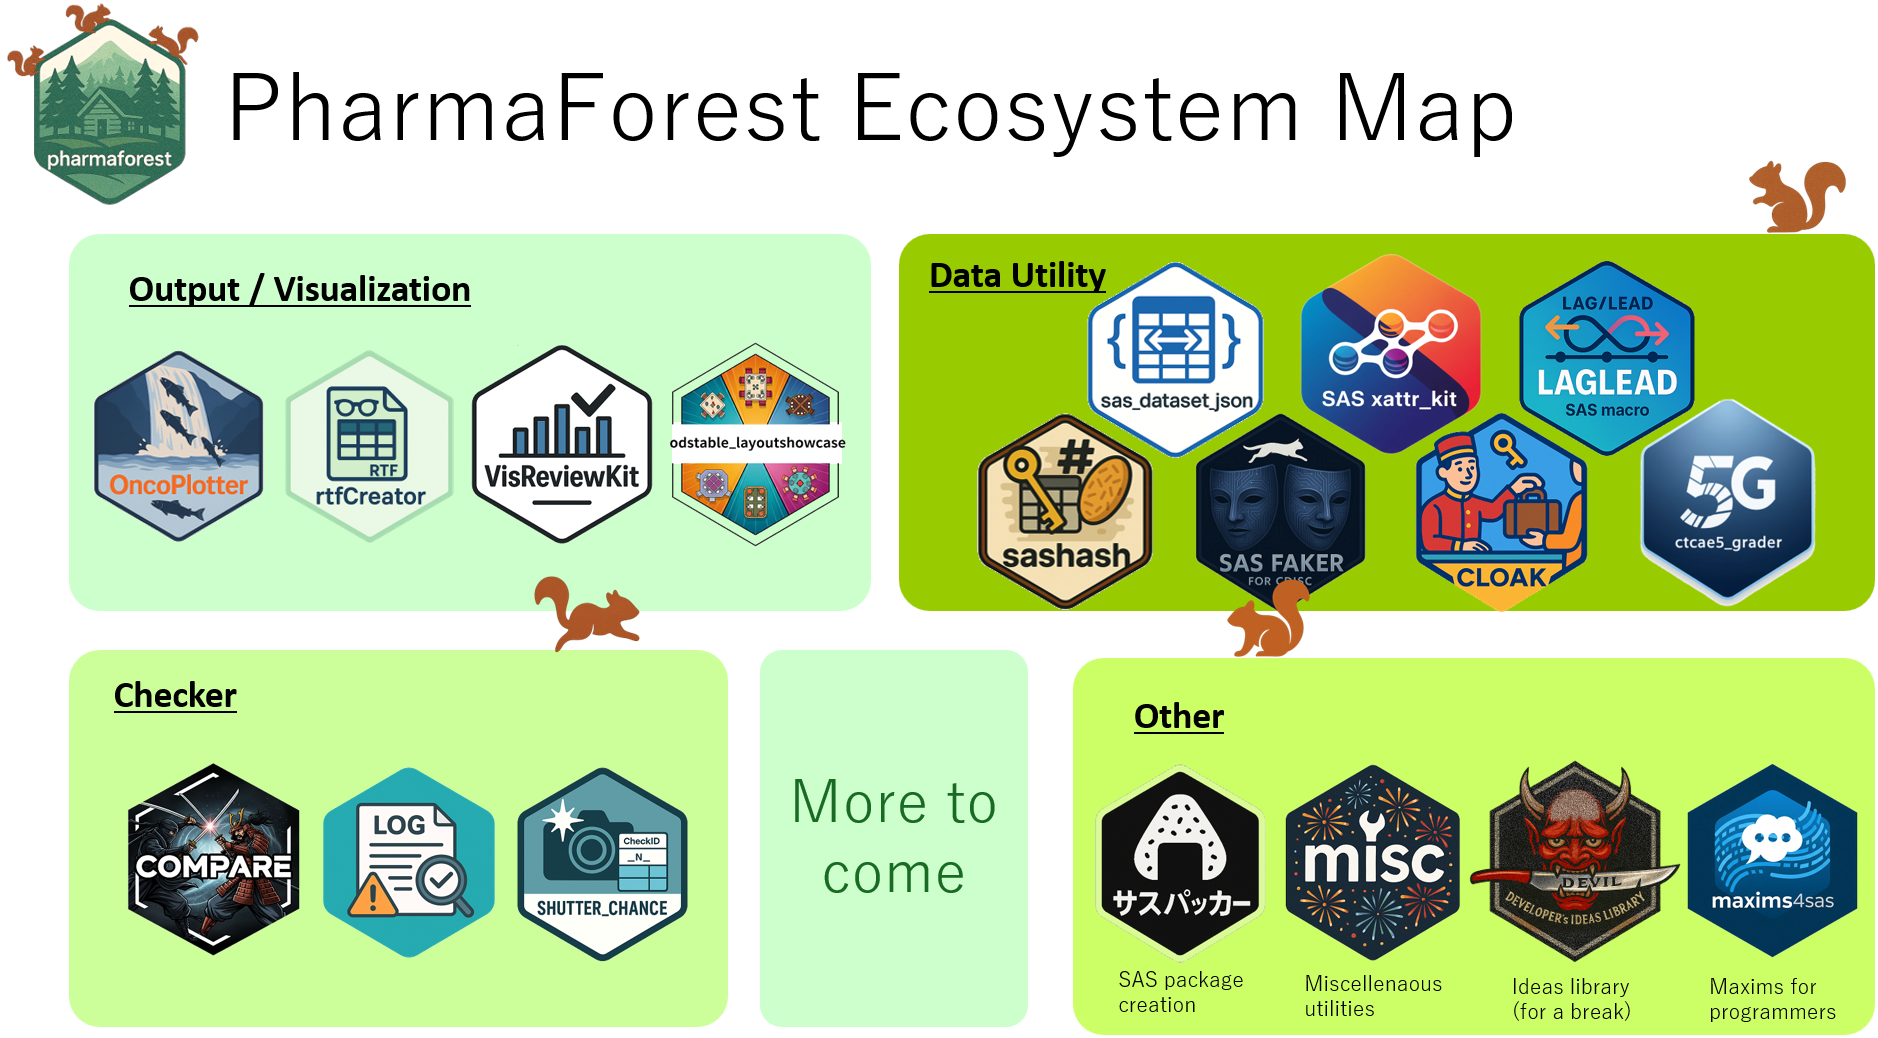 pharmaforest
PharmaForest Ecosystem Map
Output / Visualization
OncoPlotter
RTF
rtfCreator
VisReviewKit
odstable_layoutshowcase
Data Utility
sas_dataset_json
SAS xattr_kit
LAG/LEAD
LAGLEAD
SAS macro
#
sashash
SAS FAKER
FOR CDISC
CLOAK
5G
ctcae5_grader
Checker
COMPARE
LOG
CheckID
_N_
SHUTTER_CHANCE
More to
come
Other
サスパッカー
SAS package
creation
misc
Miscellenaous
utilities
DEVIL
DEVELOPER's IDEAS LIBRARY
Ideas library
(for a break)
maxims4sas
Maxims for
programmers